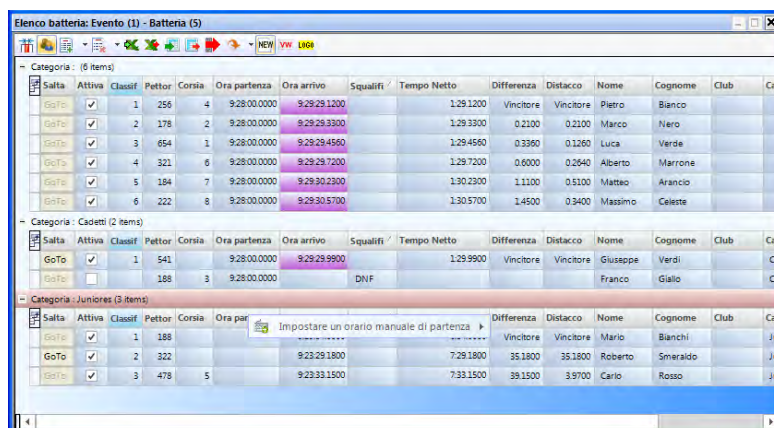 Elenco batteria: Evento (1) - Batteria (5)
NEW VW LOGO
Categoria : (6 items)
Salta Attiva Classif Pettor Corsia Ora partenza Ora arrivo Squalifi Tempo Netto Differenza Distacco Nome Cognome Club Ca
GoTo 1 256 4 9:28:00.0000 9:29:29.1200 1:29.1200 Vincitore Vincitore Pietro Bianco
GoTo 2 178 2 9:28:00.0000 9:29:29.3300 1:29.3300 0.2100 0.2100 Marco Nero
GoTo 3 654 1 9:28:00.0000 9:29:29.4560 1:29.4560 0.3360 0.1260 Luca Verde
GoTo 4 321 6 9:28:00.0000 9:29:29.7200 1:29.7200 0.6000 0.2640 Alberto Marrone
GoTo 5 184 7 9:28:00.0000 9:29:30.2300 1:30.2300 1.1100 0.5100 Matteo Arancio
GoTo 6 222 8 9:28:00.0000 9:29:30.5700 1:30.5700 1.4500 0.3400 Massimo Celeste
Categoria : Cadetti (2 items)
Salta Attiva Classif Pettor Corsia Ora partenza Ora arrivo Squalifi Tempo Netto Differenza Distacco Nome Cognome Club Ca
GoTo 1 541 9:28:00.0000 9:29:29.9900 1:29.9900 Vincitore Vincitore Giuseppe Verdi C
GoTo 188 3 9:28:00.0000 DNF Franco Giallo C
Categoria : Juniores (3 items)
Salta Attiva Classif Pettor Corsia Ora par Differenza Distacco Nome Cognome Club Ca
Impostare un orario manuale di partenza
GoTo 1 188 Vincitore Vincitore Mario Bianchi
GoTo 2 322 9:23:29.1800 7:29.1800 35.1800 35.1800 Roberto Smeraldo
GoTo 3 478 5 9:23:33.1500 7:33.1500 39.1500 3.9700 Carlo Rosso